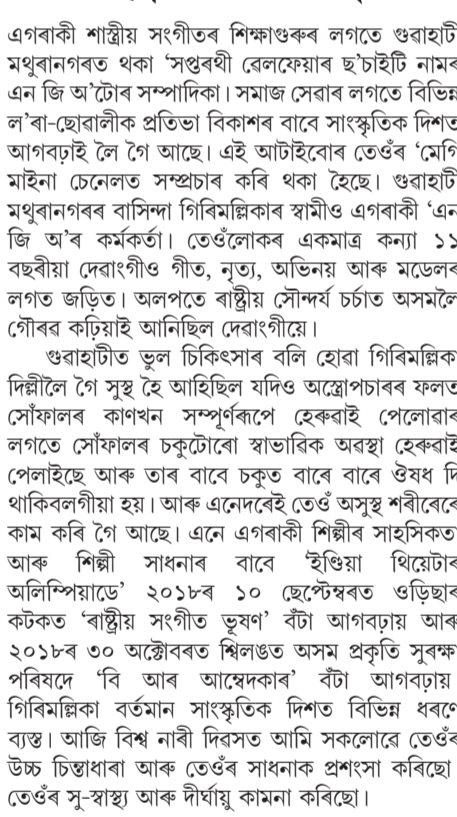 এগৰাকী শাস্ত্ৰীয় সংগীতৰ শিক্ষাগুৰুৰ লগতে গুৱাহাটী
মথুৰানগৰত থকা ‘সপ্তৰথী ৱেলফেয়াৰ ছ’চাইটি নামৰ
এন জি অ’টোৰ সম্পাদিকা। সমাজ সেৱাৰ লগতে বিভিন্ন
ল’ৰা-ছোৱালীক প্ৰতিভা বিকাশৰ বাবে সাংস্কৃতিক দিশত
আগবঢ়াই লৈ গৈ আছে। এই আটাইবোৰ তেওঁৰ ‘মেগি
মাইনা চেনেলত সম্প্ৰচাৰ কৰি থকা হৈছে। গুৱাহাটী
মথুৰানগৰৰ বাসিন্দা গিৰিমল্লিকাৰ স্বামীও এগৰাকী ‘এন
জি অ’ৰ কৰ্মকৰ্তা। তেওঁলোকৰ একমাত্ৰ কন্যা ১১
বছৰীয়া দেৱাংগীও গীত, নৃত্য, অভিনয় আৰু মডেলৰ
লগত জড়িত। অলপতে ৰাষ্ট্ৰীয় সৌন্দৰ্য চৰ্চাত অসমলৈ
গৌৰৱ কঢ়িয়াই আনিছিল দেৱাংগীয়ে।
গুৱাহাটীত ভুল চিকিৎসাৰ বলি হোৱা গিৰিমল্লিক
দিল্লীলৈ গৈ সুস্থ হৈ আহিছিল যদিও অস্ত্ৰোপচাৰৰ ফলত
সোঁফালৰ কাণখন সম্পূৰ্ণৰূপে হেৰুৱাই পেলোৱাৰ
লগতে সোঁফালৰ চকুটোৰো স্বাভাৱিক অৱস্থা হেৰুৱাই
পেলাইছে আৰু তাৰ বাবে চকুত বাৰে বাৰে ঔষধ দি
থাকিবলগীয়া হয়। আৰু এনেদৰেই তেওঁ অসুস্থ শৰীৰেৰে
কাম কৰি গৈ আছে। এনে এগৰাকী শিল্পীৰ সাহসিকতা
আৰু শিল্পী সাধনাৰ বাবে ‘ইণ্ডিয়া থিয়েটাৰ
অলিম্পিয়াডে’ ২০১৮ৰ ১০ ছেপ্টেম্বৰত ওড়িছাৰ
কটকত ‘ৰাষ্ট্ৰীয় সংগীত ভূষণ’ বঁটা আগবঢ়ায় আৰু
২০১৮ৰ ৩০ অক্টোবৰত শ্বিলঙত অসম প্ৰকৃতি সুৰক্ষা
পৰিষদে ‘বি আৰ আম্বেদকাৰ’ বঁটা আগবঢ়ায়
গিৰিমল্লিকা বৰ্তমান সাংস্কৃতিক দিশত বিভিন্ন ধৰণে
ব্যস্ত। আজি বিশ্ব নাৰী দিৱসত আমি সকলোৱে তেওঁৰ
উচ্চ চিন্তাধাৰা আৰু তেওঁৰ সাধনাক প্ৰশংসা কৰিছো
তেওঁৰ সু-স্বাস্থ্য আৰু দীৰ্ঘায়ু কামনা কৰিছো।